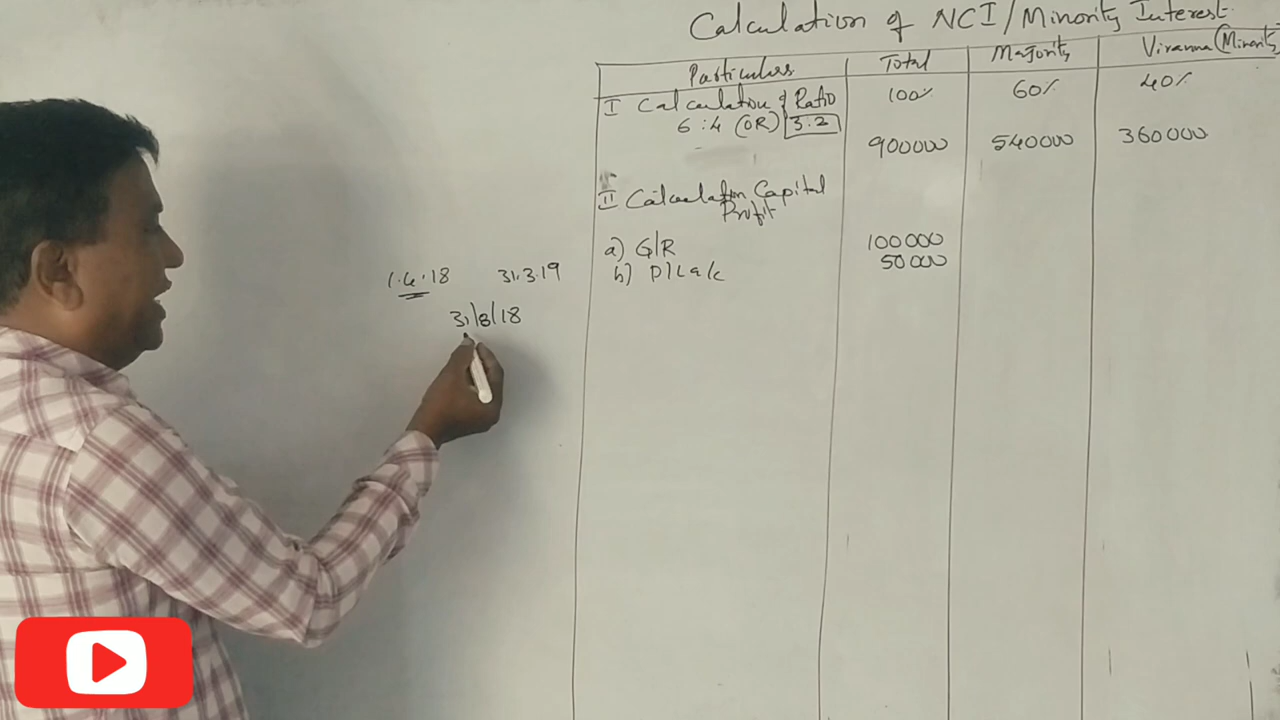 Calculation of NCI/Minority Interest
Particulars Total Majority Viranna (Minority)
I Calculation of Ratio 100% 60% 40%
6:4 (OR) 3:2
900000 540000 360000
II Calculation Capital
Profit
a) G/R 100000
b) P/L a/c 50000
1.4.18 31.3.19
31/8/18